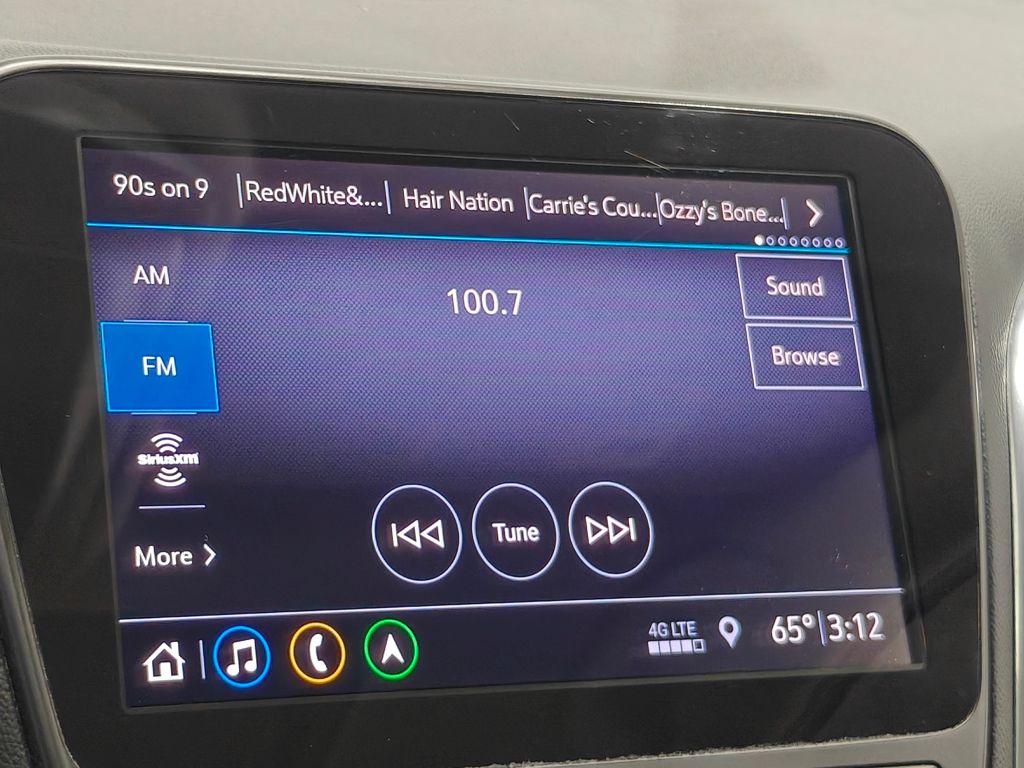 90s on 9 RedWhite&... Hair Nation Carrie's Cou... Ozzy's Bone...
AM
100.7
Sound
FM
Browse
SiriusXM
Tune
More
4G LTE
65° 3:12